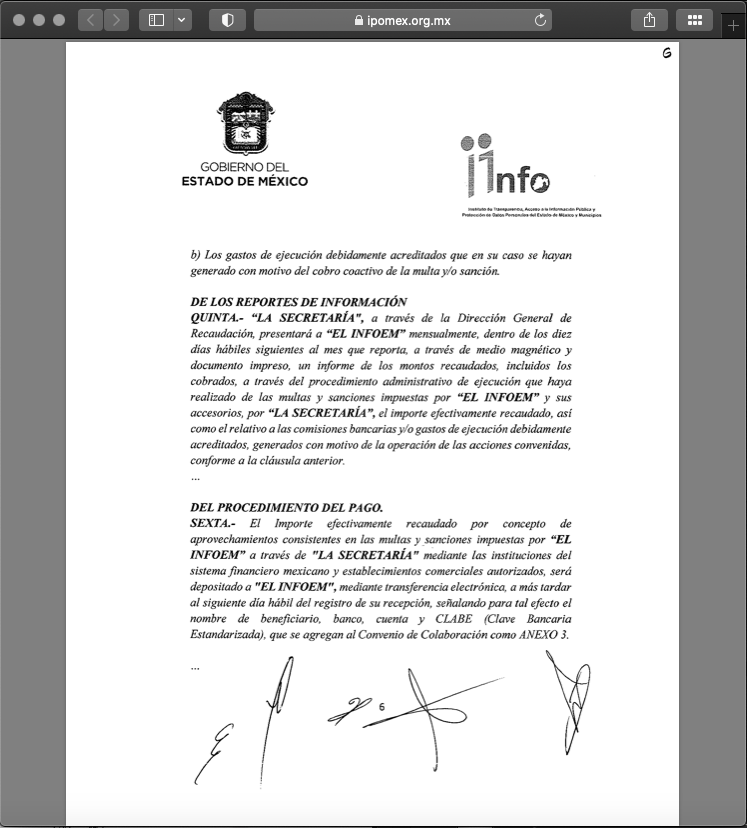 ipomex.org.mx
6
GOBIERNO DEL
ESTADO DE MÉXICO
infο
Instituto de Transparencia, Acceso a la Información Pública y
Protección de Datos Personales del Estado de México y Municipios
b) Los gastos de ejecución debidamente acreditados que en su caso se hayan
generado con motivo del cobro coactivo de la multa y/o sanción.
DE LOS REPORTES DE INFORMACIÓN
QUINTA.- “LA SECRETARÍA”, a través de la Dirección General de
Recaudación, presentará a “EL INFOEM” mensualmente, dentro de los diez
días hábiles siguientes al mes que reporta, a través de medio magnético y
documento impreso, un informe de los montos recaudados, incluidos los
cobrados, a través del procedimiento administrativo de ejecución que haya
realizado de las multas y sanciones impuestas por “EL INFOEM” y sus
accesorios, por “LA SECRETARÍA”, el importe efectivamente recaudado, así
como el relativo a las comisiones bancarias y/o gastos de ejecución debidamente
acreditados, generados con motivo de la operación de las acciones convenidas,
conforme a la cláusula anterior.
...
DEL PROCEDIMIENTO DEL PAGO.
SEXTA.- El Importe efectivamente recaudado por concepto de
aprovechamientos consistentes en las multas y sanciones impuestas por “EL
INFOEM” a través de "LA SECRETARÍA" mediante las instituciones del
sistema financiero mexicano y establecimientos comerciales autorizados, será
depositado a "EL INFOEM", mediante transferencia electrónica, a más tardar
al siguiente día hábil del registro de su recepción, señalando para tal efecto el
nombre de beneficiario, banco, cuenta y CLABE (Clave Bancaria
Estandarizada), que se agregan al Convenio de Colaboración como ANEXO 3.
...
6